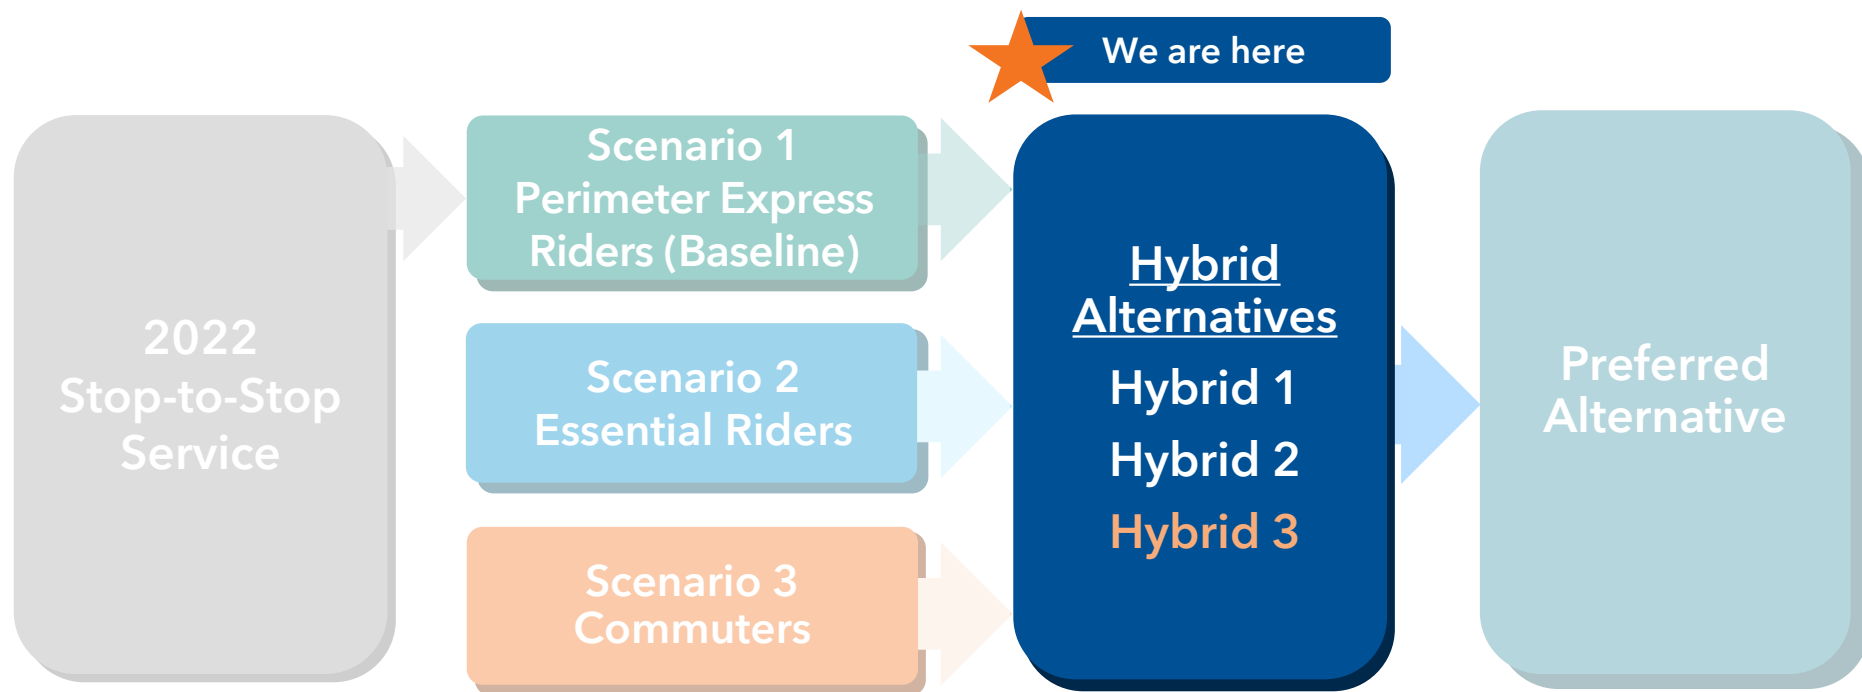 We are here
2022
Stop-to-Stop
Service
Scenario 1
Perimeter Express
Riders (Baseline)
Scenario 2
Essential Riders
Scenario 3
Commuters
Hybrid
Alternatives
Hybrid 1
Hybrid 2
Hybrid 3
Preferred
Alternative